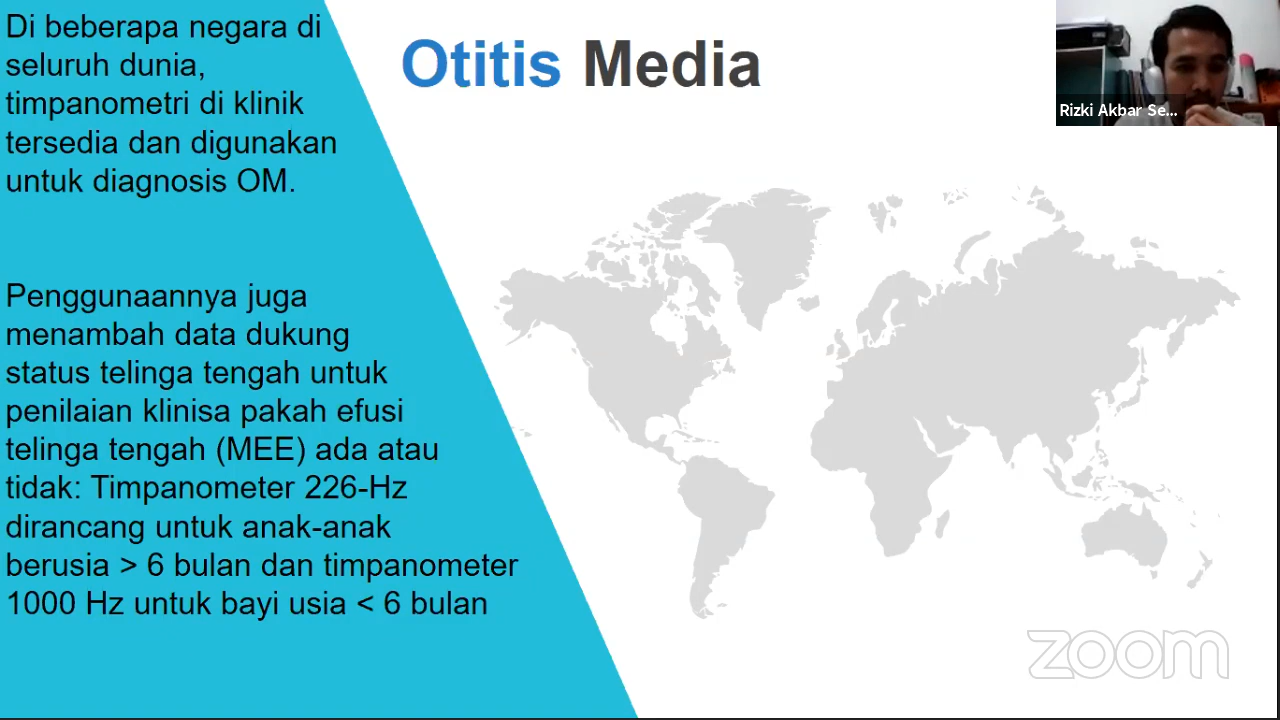 Di beberapa negara di
seluruh dunia,
timpanometri di klinik
tersedia dan digunakan
untuk diagnosis OM.
Penggunaannya juga
menambah data dukung
status telinga tengah untuk
penilaian klinisa pakah efusi
telinga tengah (MEE) ada atau
tidak: Timpanometer 226-Hz
dirancang untuk anak-anak
berusia > 6 bulan dan timpanometer
1000 Hz untuk bayi usia < 6 bulan
Otitis Media
Rizki Akbar Se...
zoom